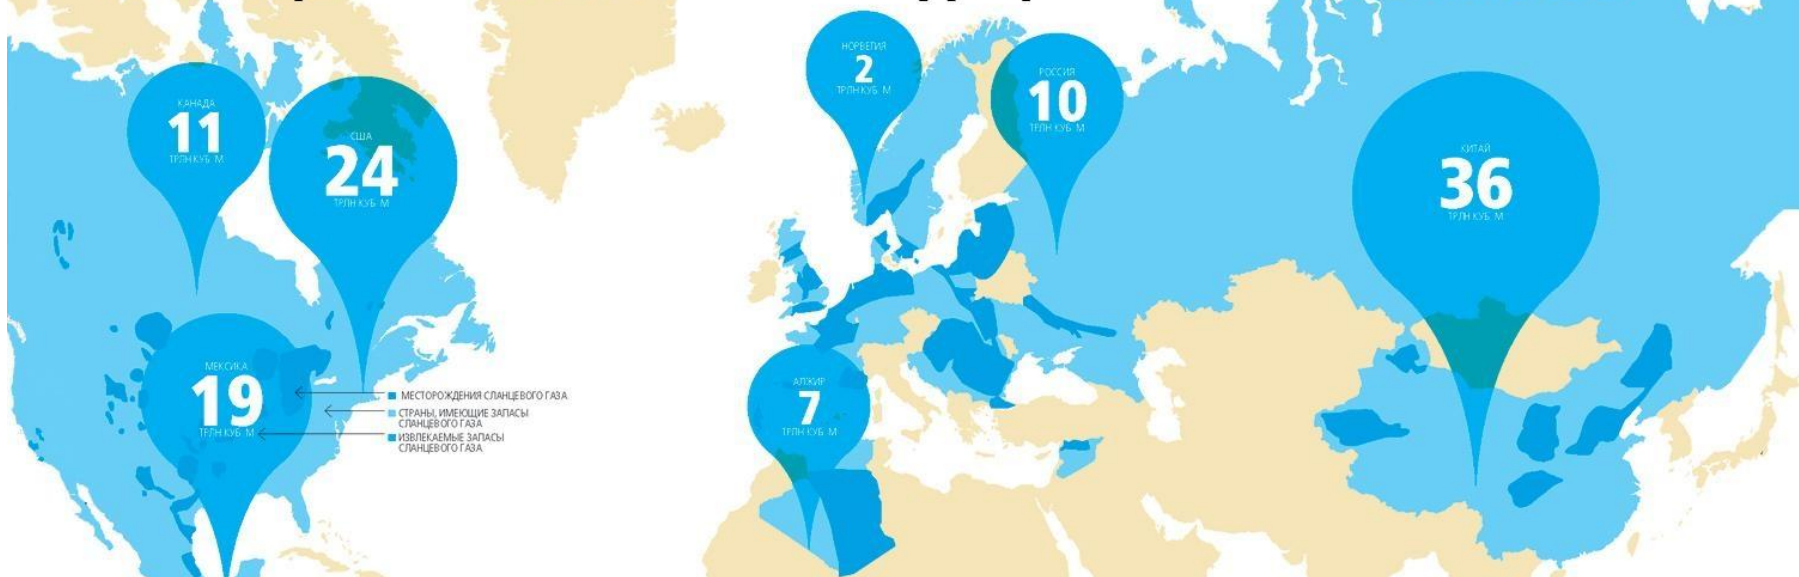 КАНАДА
11
ТРЛН КУБ. М
США
24
ТРЛН КУБ. М
МЕКСИКА
19
ТРЛН КУБ. М
МЕСТОРОЖДЕНИЯ СЛАНЦЕВОГО ГАЗА
СТРАНЫ, ИМЕЮЩИЕ ЗАПАСЫ
СЛАНЦЕВОГО ГАЗА
ИЗВЛЕКАЕМЫЕ ЗАПАСЫ
СЛАНЦЕВОГО ГАЗА
НОРВЕГИЯ
2
ТРЛН КУБ. М
РОССИЯ
10
ТРЛН КУБ. М
АЛЖИР
7
ТРЛН КУБ. М
КИТАЙ
36
ТРЛН КУБ. М